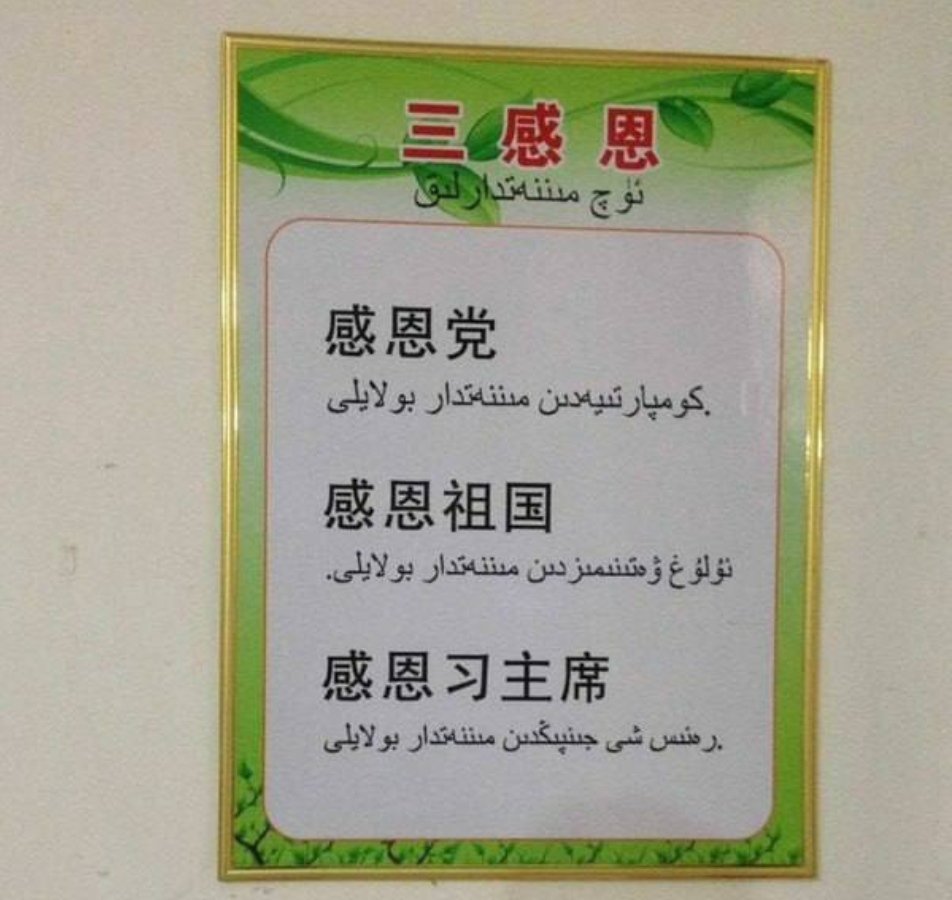 三感恩
ئۈچ مىننەتدارلىق
感恩党
كومپارتىيەدىن مىننەتدار بولايلى.
感恩祖国
ئۇلۇغ ۋەتىنىمىزدىن مىننەتدار بولايلى.
感恩习主席
رەئىس شى جىنپىڭدىن مىننەتدار بولايلى.